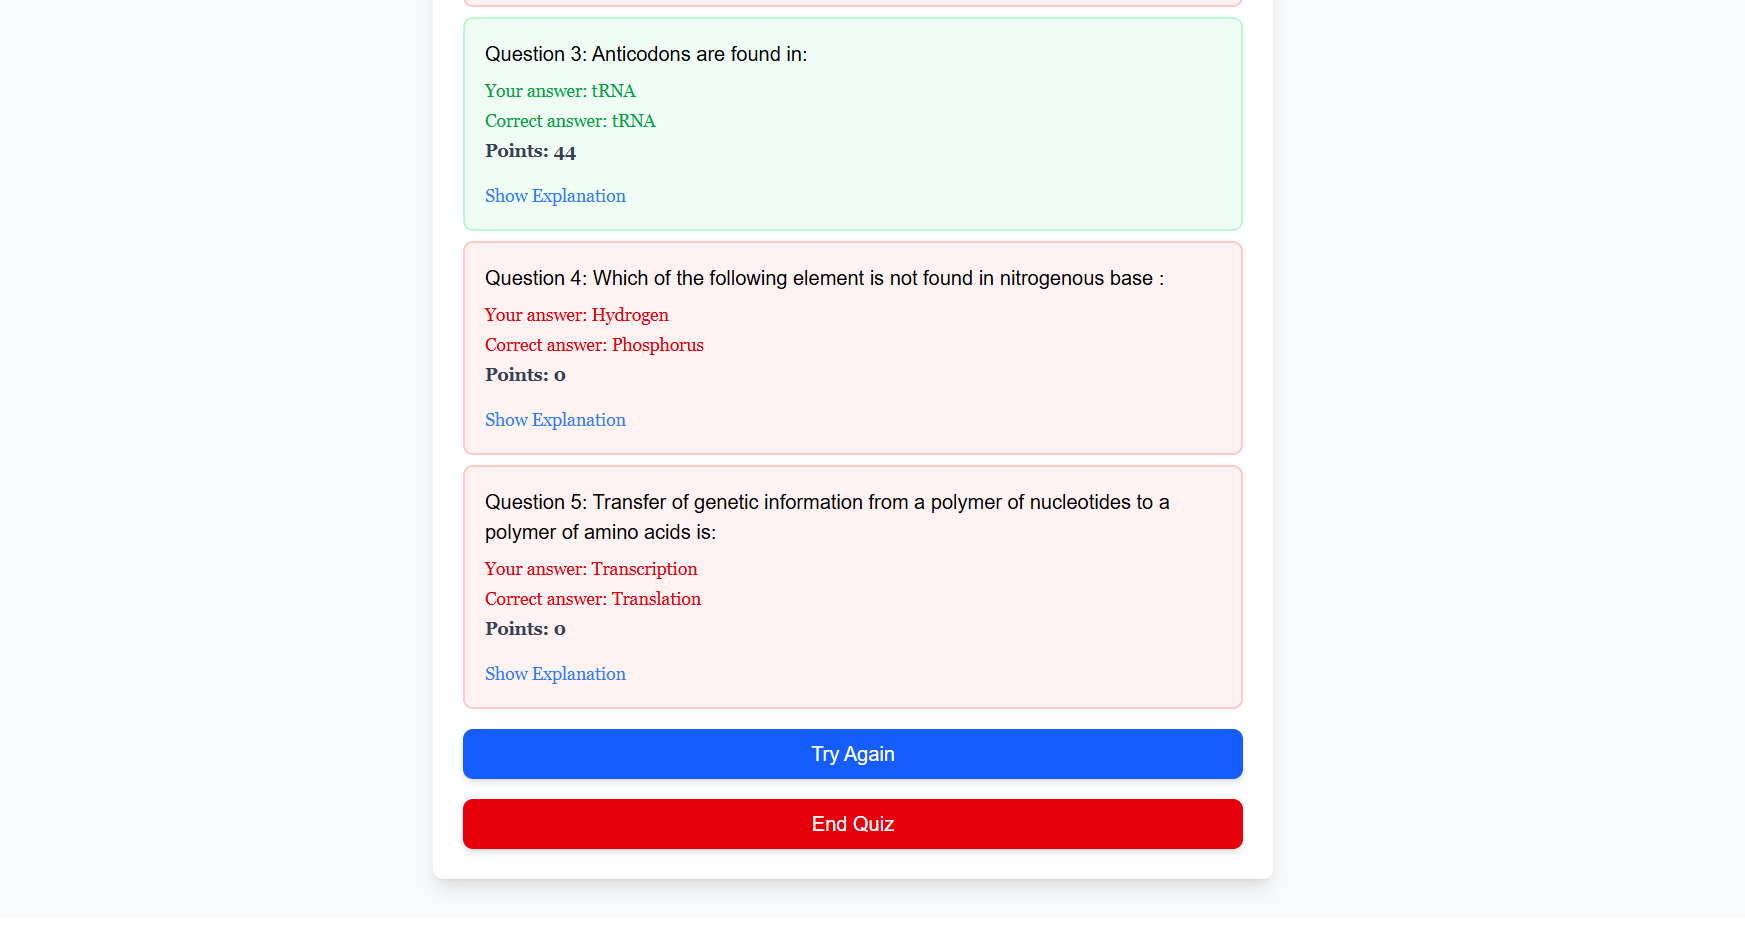 Question 3: Anticodons are found in:
Your answer: tRNA
Correct answer: tRNA
Points: 44
Show Explanation
Question 4: Which of the following element is not found in nitrogenous base :
Your answer: Hydrogen
Correct answer: Phosphorus
Points: 0
Show Explanation
Question 5: Transfer of genetic information from a polymer of nucleotides to a
polymer of amino acids is:
Your answer: Transcription
Correct answer: Translation
Points: 0
Show Explanation
Try Again
End Quiz